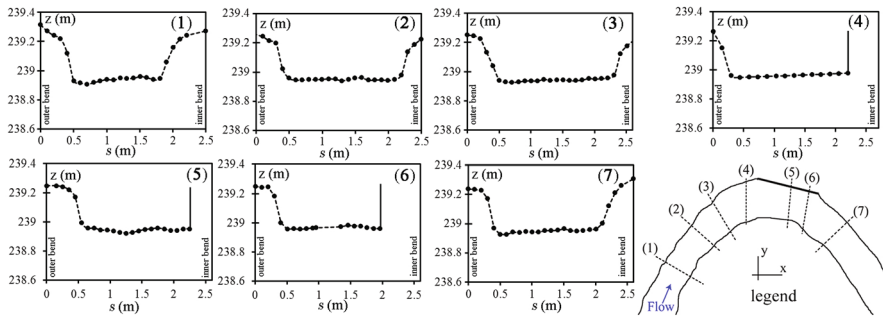 z (m) (1)
239.4
239.2
239
238.8
238.6
outer bend
inner bend
0 0.5 1 1.5 2 2.5
s (m)
z (m) (2)
239.4
239.2
239
238.8
238.6
outer bend
inner bend
0 0.5 1 1.5 2 2.5
s (m)
z (m) (3)
239.4
239.2
239
238.8
238.6
outer bend
inner bend
0 0.5 1 1.5 2 2.5
s (m)
z (m) (4)
239.4
239.2
239
238.8
238.6
outer bend
inner bend
0 0.5 1 1.5 2 2.5
s (m)
z (m) (5)
239.4
239.2
239
238.8
238.6
outer bend
inner bend
0 0.5 1 1.5 2 2.5
s (m)
z (m) (6)
239.4
239.2
239
238.8
238.6
outer bend
inner bend
0 0.5 1 1.5 2 2.5
s (m)
z (m) (7)
239.4
239.2
239
238.8
238.6
outer bend
inner bend
0 0.5 1 1.5 2 2.5
s (m)
(1)
(2)
(3)
(4)
(5)
(6)
(7)
y
x
Flow
legend